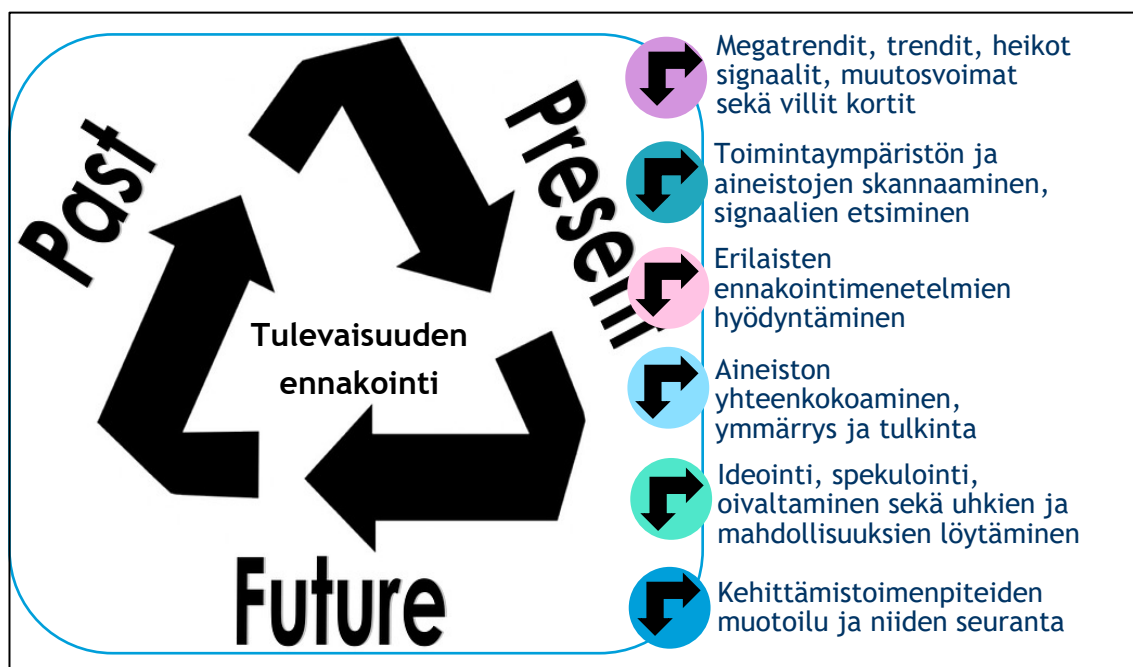 Past
Present
Tulevaisuuden
ennakointi
Future
Megatrendit, trendit, heikot
signaalit, muutosvoimat
sekä villit kortit
Toimintaympäristön ja
aineistojen skannaaminen,
signaalien etsiminen
Erilaisten
ennakointimenetelmien
hyödyntäminen
Aineiston
yhteenkokoaminen,
ymmärrys ja tulkinta
Ideointi, spekulointi,
oivaltaminen sekä uhkien ja
mahdollisuuksien löytäminen
Kehittämistoimenpiteiden
muotoilu ja niiden seuranta